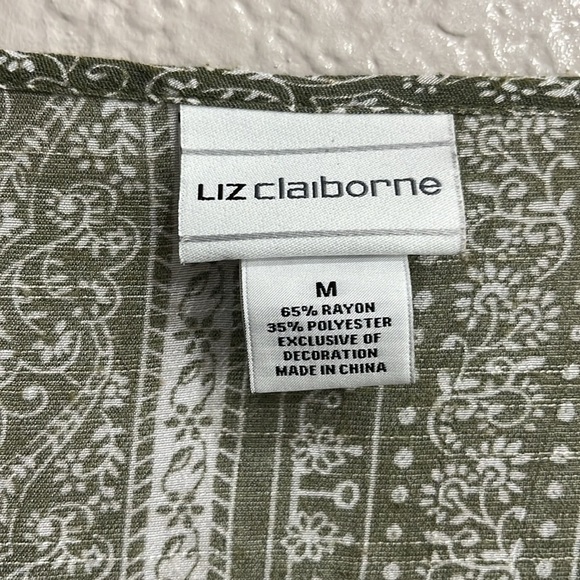 LIZ claiborne
M
65% RAYON
35% POLYESTER
EXCLUSIVE OF
DECORATION
MADE IN CHINA